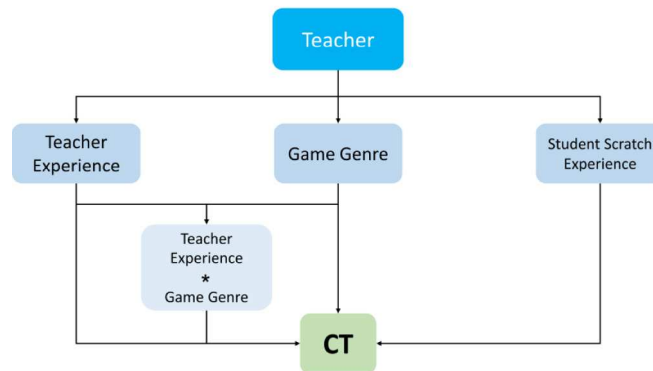 Teacher
Teacher
Experience
Game Genre
Student Scratch
Experience
Teacher
Experience
*
Game Genre
CT